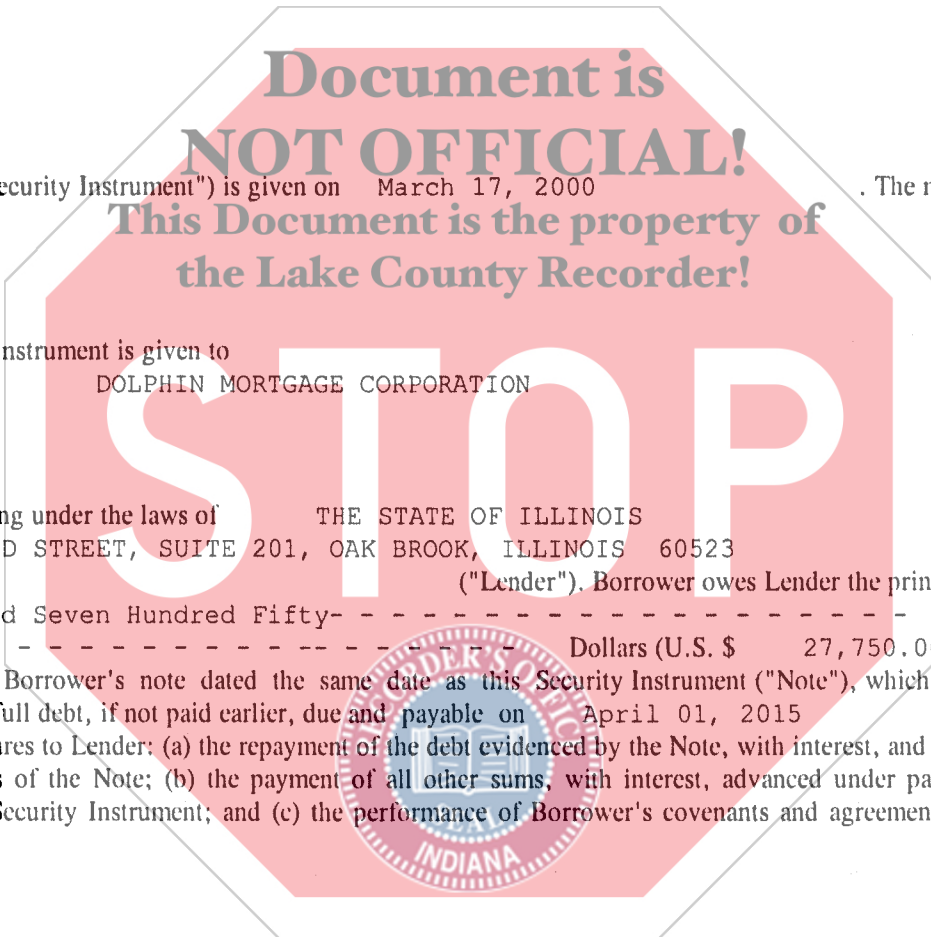 Document is
NOT OFFICIAL!
ecurity Instrument") is given on March 17, 2000 . The
This Document is the property of
the Lake County Recorder!
nstrument is given to
DOLPHIN MORTGAGE CORPORATION
STOP
ng under the laws of THE STATE OF ILLINOIS
D STREET, SUITE 201, OAK BROOK, ILLINOIS 60523
("Lender"). Borrower owes Lender the prin
d Seven Hundred Fifty- - - - - - - - - - - - - - - - - -
- - - - - - - - - - -- - - - - - - - Dollars (U.S. $ 27,750.0
Borrower's note dated the same date as this Security Instrument ("Note"), which
full debt, if not paid earlier, due and payable on April 01, 2015
res to Lender: (a) the repayment of the debt evidenced by the Note, with interest, and
s of the Note; (b) the payment of all other sums, with interest, advanced under pa
Security Instrument; and (c) the performance of Borrower's covenants and agreemen
RECORDER'S OFFICE
SEAL
INDIANA